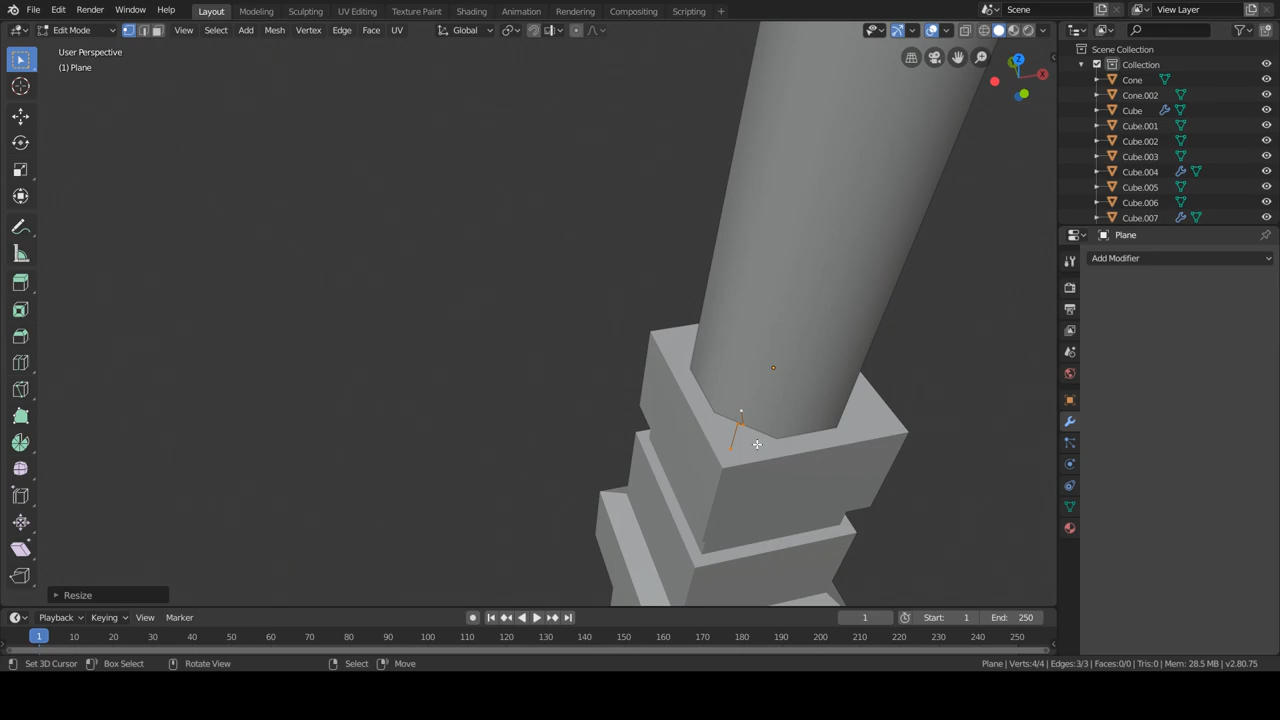 File Edit Render Window Help Layout Modeling Sculpting UV Editing Texture Paint Shading Animation Rendering Compositing Scripting + Scene View Layer
Edit Mode View Select Add Mesh Vertex Edge Face UV Global
User Perspective
(1) Plane
X
Z
Y
Scene Collection
Collection
Cone
Cone.002
Cube
Cube.001
Cube.002
Cube.003
Cube.004
Cube.005
Cube.006
Cube.007
Plane
Add Modifier
Resize
Playback Keying View Marker 1 Start: 1 End: 250
1 10 20 30 40 50 60 70 80 90 100 110 120 130 140 150 160 170 180 190 200 210 220 230 240 250
Set 3D Cursor Box Select Rotate View Select Move Plane | Verts:4/4 | Edges:3/3 | Faces:0/0 | Tris:0 | Mem: 28.5 MB | v2.80.75